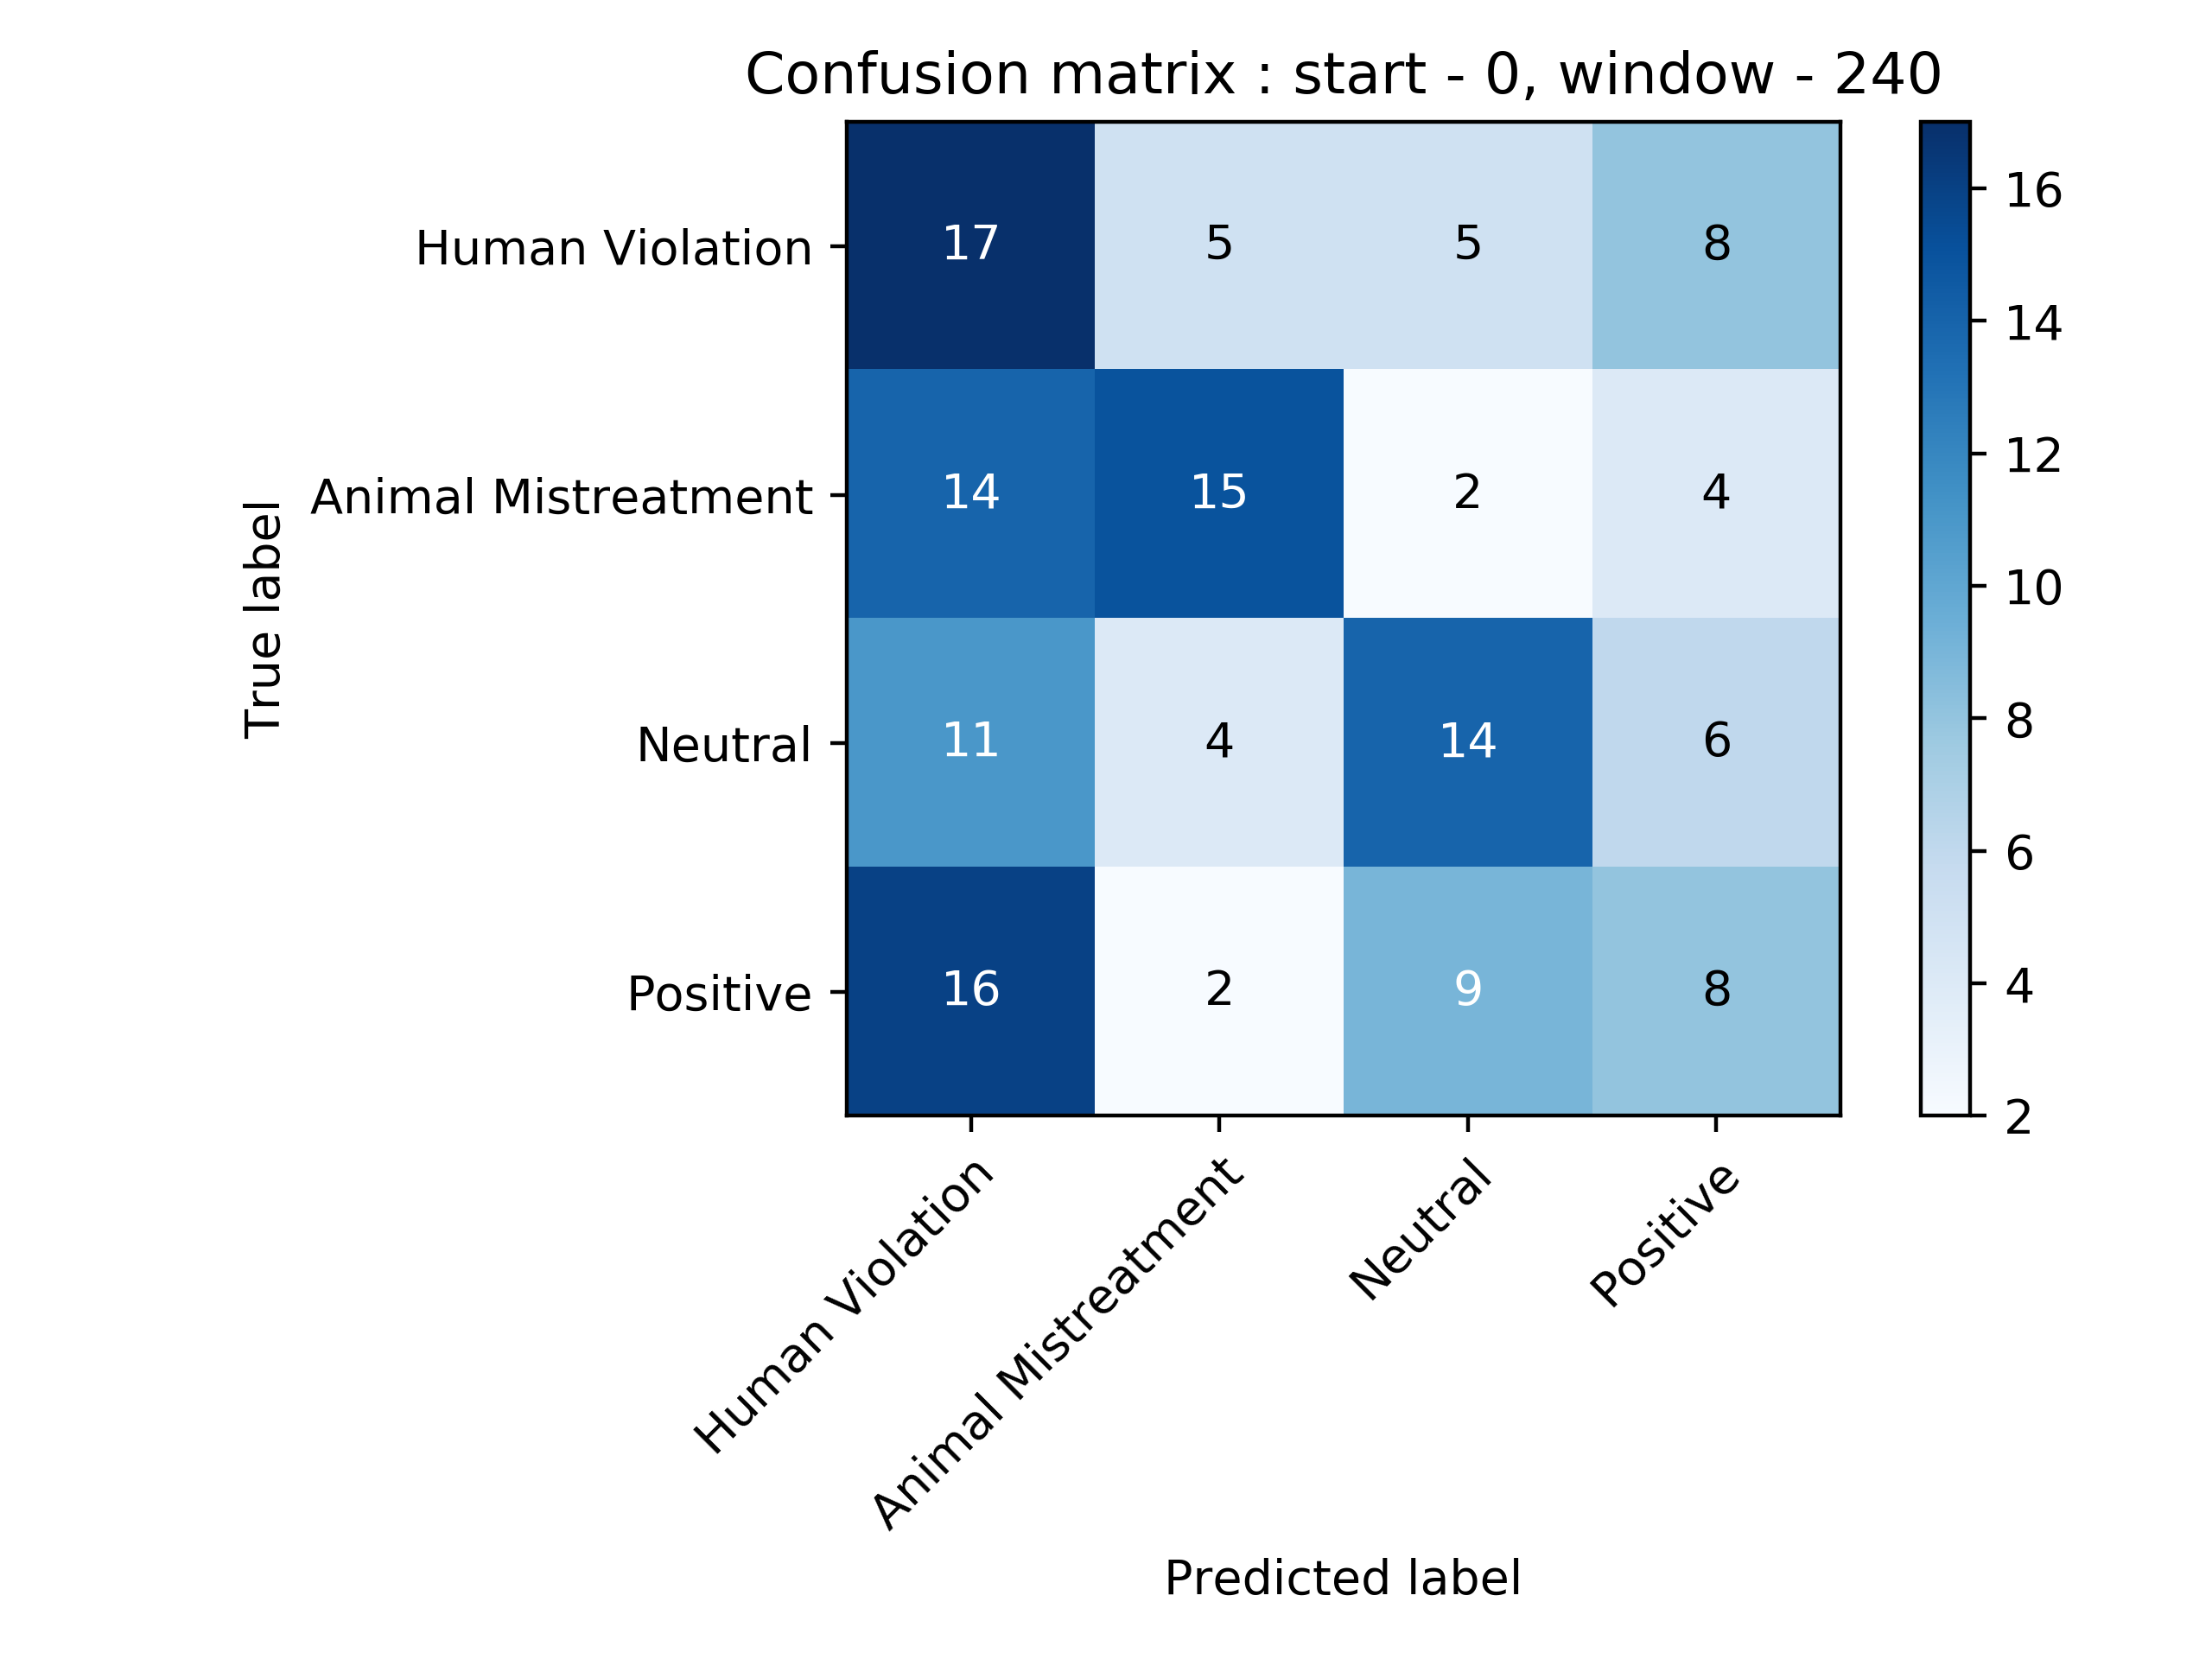 Confusion matrix : start - 0, window - 240
True label
Human Violation
17 5 5 8
Animal Mistreatment
14 15 2 4
Neutral
11 4 14 6
Positive
16 2 9 8
Human Violation
Animal Mistreatment
Neutral
Positive
Predicted label
16
14
12
10
8
6
4
2